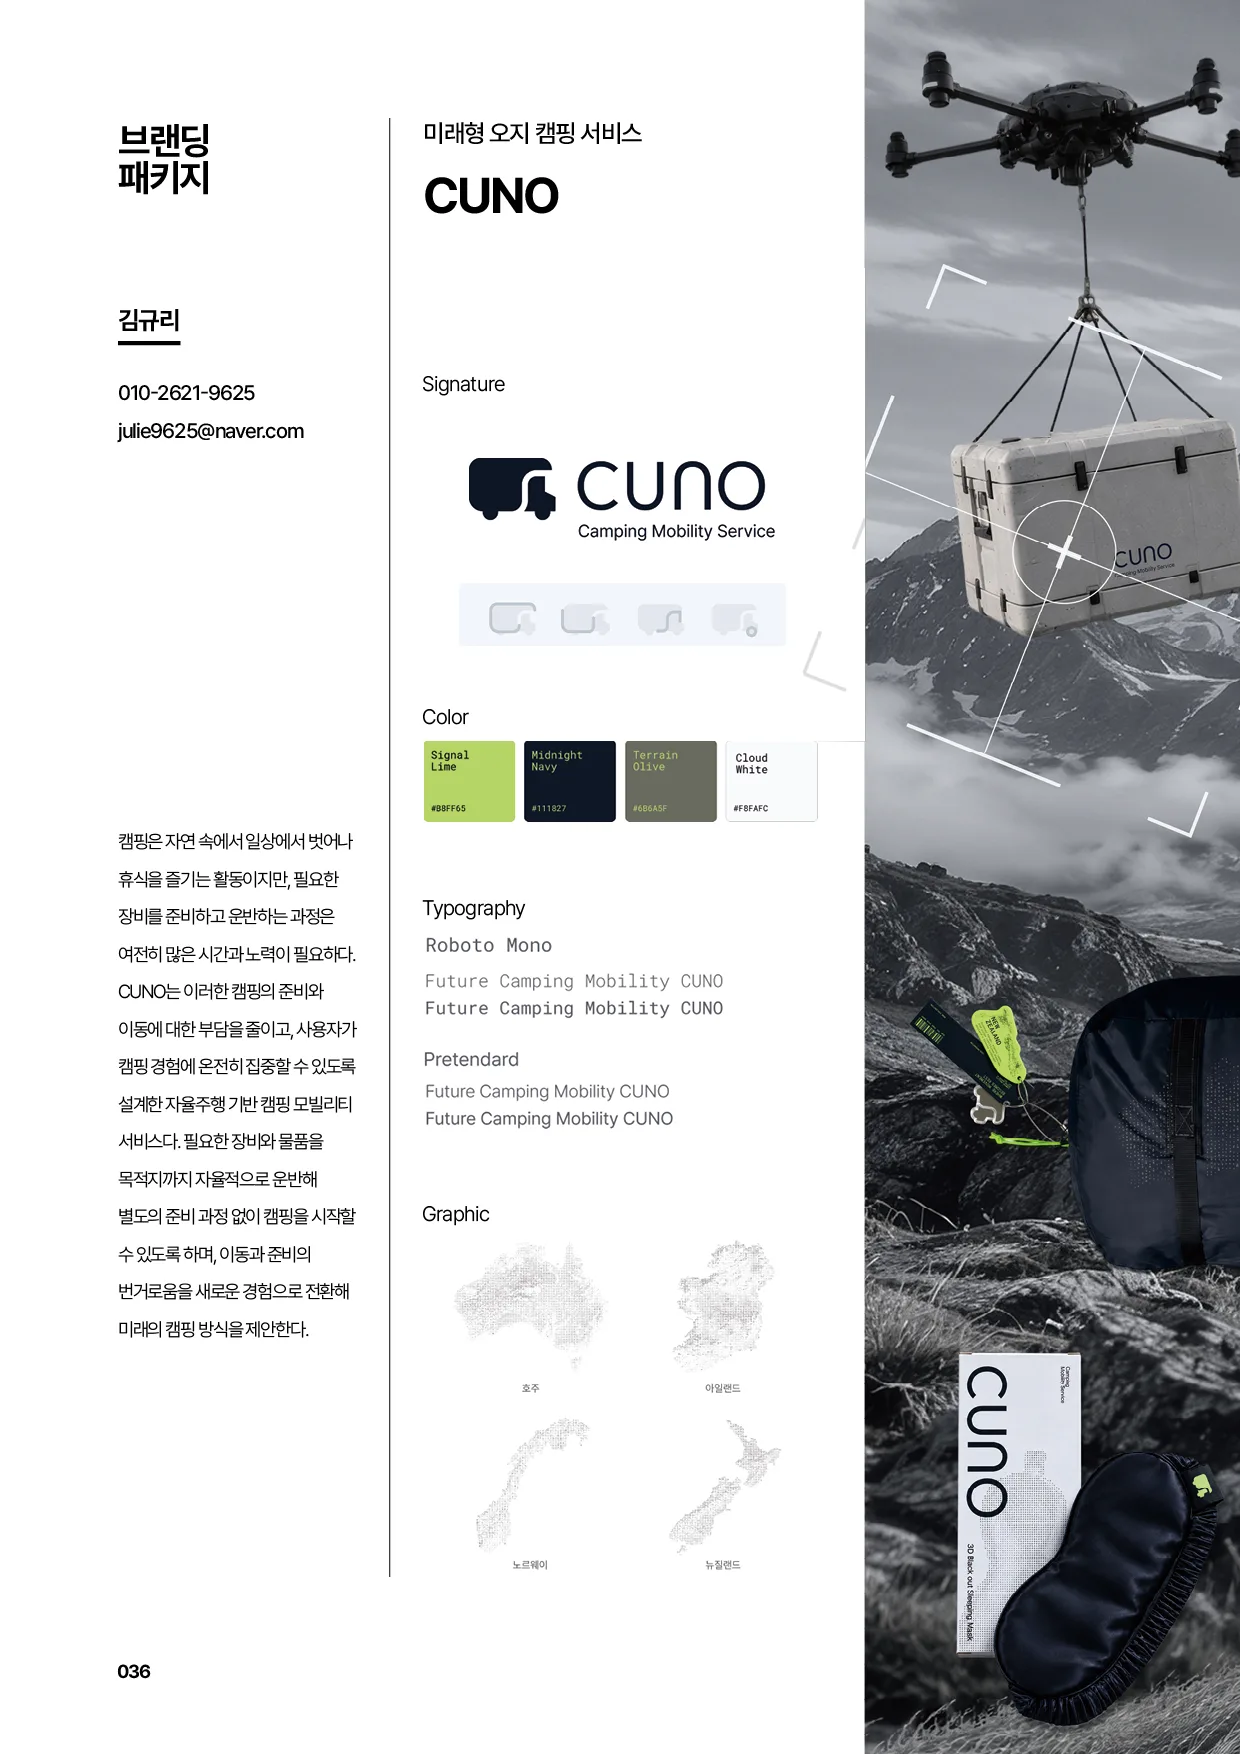 브랜딩
패키지
김규리
010-2621-9625
julie9625@naver.com
캠핑은 자연 속에서 일상에서 벗어나
휴식을 즐기는 활동이지만, 필요한
장비를 준비하고 운반하는 과정은
여전히 많은 시간과 노력이 필요하다.
CUNO는 이러한 캠핑의 준비와
이동에 대한 부담을 줄이고, 사용자가
캠핑 경험에 온전히 집중할 수 있도록
설계한 자율주행 기반 캠핑 모빌리티
서비스다. 필요한 장비와 물품을
목적지까지 자율적으로 운반해
별도의 준비 과정 없이 캠핑을 시작할
수 있도록 하며, 이동과 준비의
번거로움을 새로운 경험으로 전환해
미래의 캠핑 방식을 제안한다.
036
미래형 오지 캠핑 서비스
CUNO
Signature
CUNO
Camping Mobility Service
Color
Signal
Lime
#B8FF65
Midnight
Navy
#111827
Terrain
Olive
#6B6A5F
Cloud
White
#F8FAFC
Typography
Roboto Mono
Future Camping Mobility CUNO
Future Camping Mobility CUNO
Pretendard
Future Camping Mobility CUNO
Future Camping Mobility CUNO
Graphic
호주
아일랜드
노르웨이
뉴질랜드
CUNO
Camping Mobility Service
NEW
ZEALAND
CUNO
Camping
Mobility Service
3D Black out Sleeping Mask